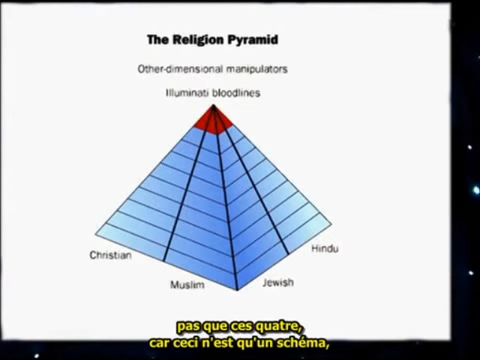 The Religion Pyramid
Other-dimensional manipulators
Illuminati bloodlines
Christian
Muslim
Jewish
Hindu
pas que ces quatre,
car ceci n'est qu'un schéma,